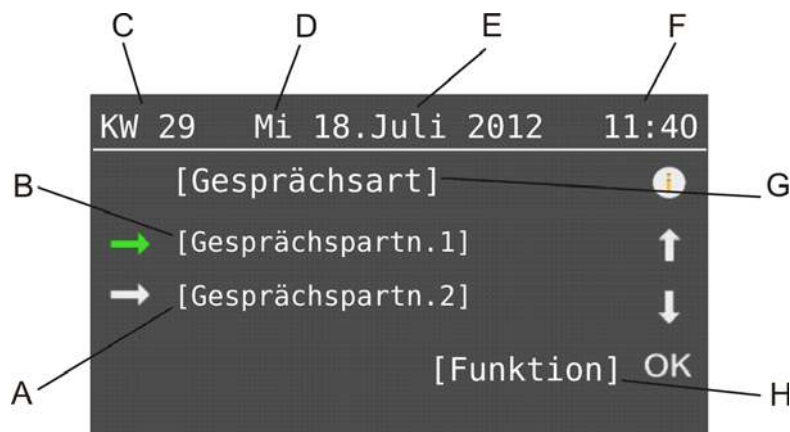 C D E F
KW 29 Mi 18.Juli 2012 11:40
B [Gesprächsart] i G
[Gesprächspartn.1]
[Gesprächspartn.2]
[Funktion] OK
A H